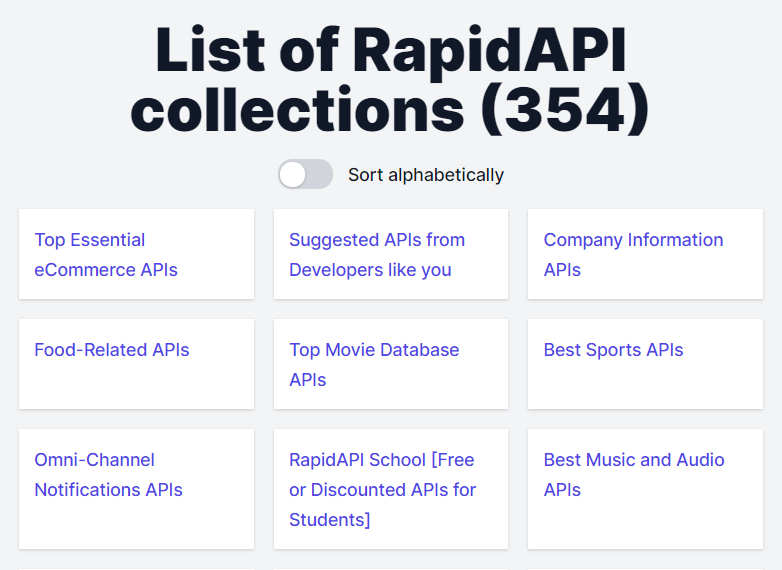 List of RapidAPI
collections (354)
Sort alphabetically
Top Essential
eCommerce APIs
Suggested APIs from
Developers like you
Company Information
APIs
Food-Related APIs
Top Movie Database
APIs
Best Sports APIs
Omni-Channel
Notifications APIs
RapidAPI School [Free
or Discounted APIs for
Students]
Best Music and Audio
APIs